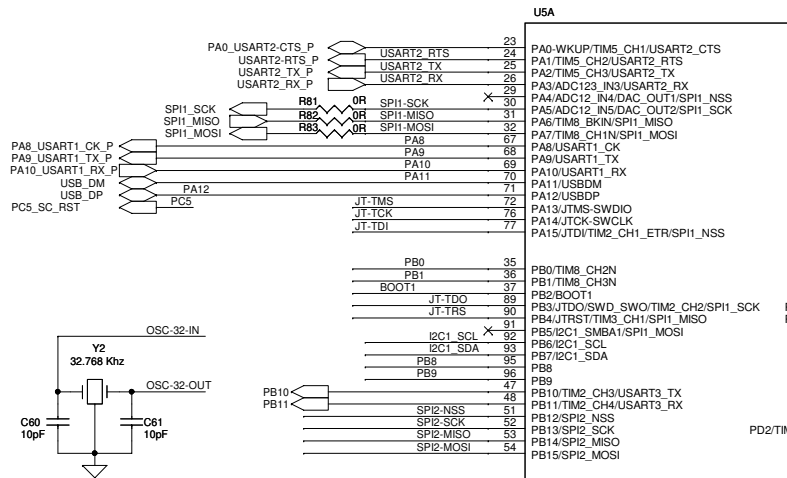 U5A
PA0_USART2-CTS_P 23 PA0-WKUP/TIM5_CH1/USART2_CTS
USART2-RTS_P USART2_RTS 24 PA1/TIM5_CH2/USART2_RTS
USART2_TX_P USART2_TX 25 PA2/TIM5_CH3/USART2_TX
USART2_RX_P USART2_RX 26 PA3/ADC123_IN3/USART2_RX
29 PA4/ADC12_IN4/DAC_OUT1/SPI1_NSS
SPI1_SCK R81 0R SPI1-SCK 30 PA5/ADC12_IN5/DAC_OUT2/SPI1_SCK
SPI1_MISO R82 0R SPI1-MISO 31 PA6/TIM8_BKIN/SPI1_MISO
SPI1_MOSI R83 0R SPI1-MOSI 32 PA7/TIM8_CH1N/SPI1_MOSI
PA8_USART1_CK_P PA8 67 PA8/USART1_CK
PA9_USART1_TX_P PA9 68 PA9/USART1_TX
PA10_USART1_RX_P PA10 69 PA10/USART1_RX
USB_DM PA11 70 PA11/USBDM
USB_DP PA12 71 PA12/USBDP
PC5_SC_RST PC5 JT-TMS 72 PA13/JTMS-SWDIO
JT-TCK 76 PA14/JTCK-SWCLK
JT-TDI 77 PA15/JTDI/TIM2_CH1_ETR/SPI1_NSS
PB0 35 PB0/TIM8_CH2N
PB1 36 PB1/TIM8_CH3N
BOOT1 37 PB2/BOOT1
JT-TDO 89 PB3/JTDO/SWD_SWO/TIM2_CH2/SPI1_SCK
JT-TRS 90 PB4/JTRST/TIM3_CH1/SPI1_MISO
91 PB5/I2C1_SMBA1/SPI1_MOSI
I2C1_SCL 92 PB6/I2C1_SCL
I2C1_SDA 93 PB7/I2C1_SDA
PB8 95 PB8
PB9 96 PB9
PB10 47 PB10/TIM2_CH3/USART3_TX
PB11 48 PB11/TIM2_CH4/USART3_RX
SPI2-NSS 51 PB12/SPI2_NSS
SPI2-SCK 52 PB13/SPI2_SCK PD2/TIM
SPI2-MISO 53 PB14/SPI2_MISO
SPI2-MOSI 54 PB15/SPI2_MOSI
OSC-32-IN
Y2
32.768 Khz
OSC-32-OUT
C60
10pF
C61
10pF